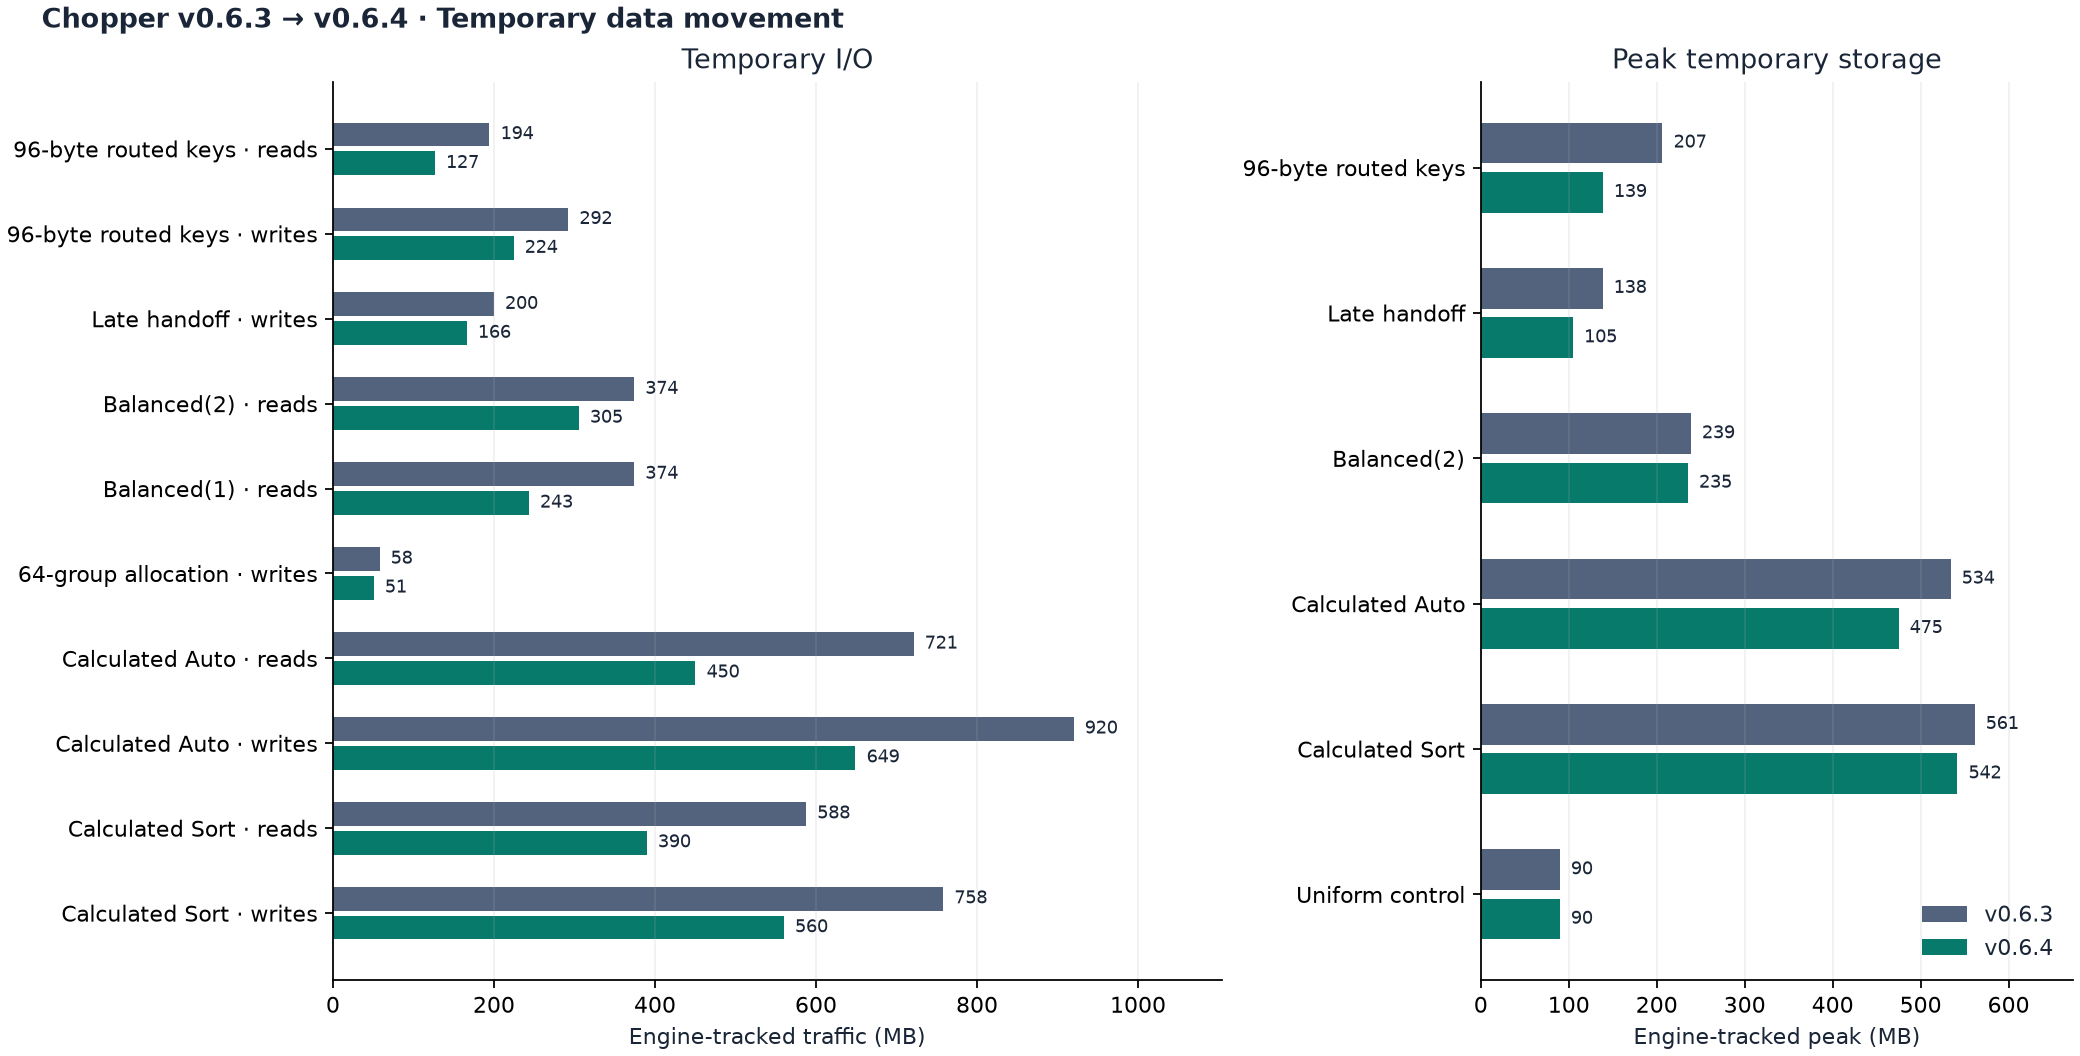 Chopper v0.6.3 → v0.6.4 · Temporary data movement
Temporary I/O
96-byte routed keys · reads
194
127
96-byte routed keys · writes
292
224
Late handoff · writes
200
166
Balanced(2) · reads
374
305
Balanced(1) · reads
374
243
64-group allocation · writes
58
51
Calculated Auto · reads
721
450
Calculated Auto · writes
920
649
Calculated Sort · reads
588
390
Calculated Sort · writes
758
560
0 200 400 600 800 1000
Engine-tracked traffic (MB)
Peak temporary storage
96-byte routed keys
207
139
Late handoff
138
105
Balanced(2)
239
235
Calculated Auto
534
475
Calculated Sort
561
542
Uniform control
90
90
v0.6.3
v0.6.4
0 100 200 300 400 500 600
Engine-tracked peak (MB)